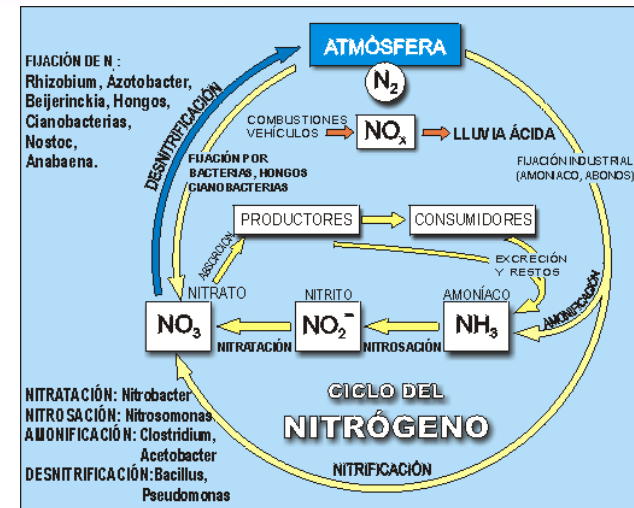 FIJACIÓN DE N :
Rhizobium, Azotobacter,
Beijerinckia, Hongos,
Cianobacterias,
Nostoc,
Anabaena.
ATMÓSFERA
N2
DESNITRIFICACIÓN
COMBUSTIONES
VEHÍCULOS
NOx
LLUVIA ÁCIDA
FIJACIÓN POR
BACTERIAS, HONGOS
CIANOBACTERIAS
FIJACIÓN INDUSTRIAL
(AMONIACO, ABONOS)
PRODUCTORES
CONSUMIDORES
ABSORCIÓN
EXCRECIÓN
Y RESTOS
NITRATO
NO3
NITRITO
NO2–
AMONÍACO
NH3
AMONIFICACIÓN
NITRATACIÓN
NITROSACIÓN
CICLO DEL
NITRÓGENO
NITRIFICACIÓN
NITRATACIÓN: Nitrobacter
NITROSACIÓN: Nitrosomonas
AMONIFICACIÓN: Clostridium,
Acetobacter
DESNITRIFICACIÓN:Bacillus,
Pseudomonas